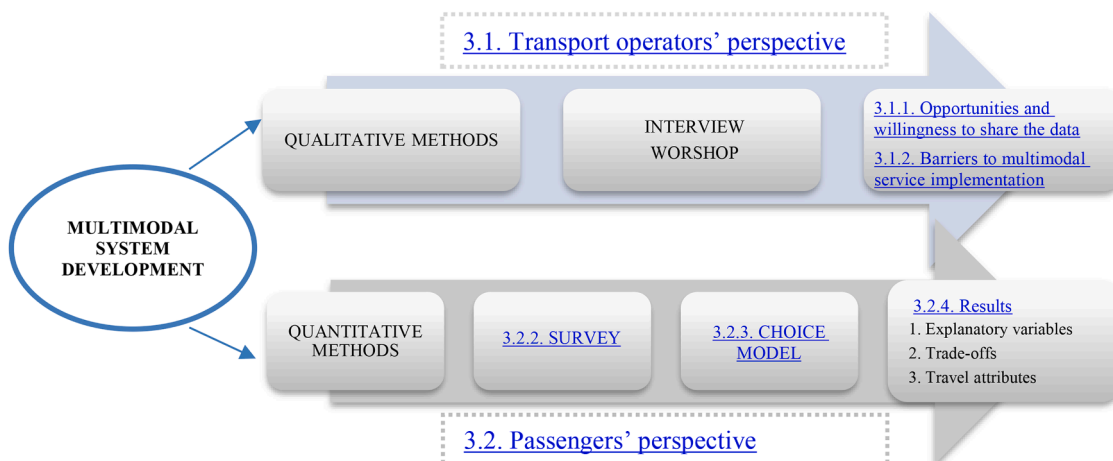 3.1. Transport operators’ perspective
QUALITATIVE METHODS
INTERVIEW
WORSHOP
3.1.1. Opportunities and
willingness to share the data
3.1.2. Barriers to multimodal
service implementation
MULTIMODAL
SYSTEM
DEVELOPMENT
QUANTITATIVE
METHODS
3.2.2. SURVEY
3.2.3. CHOICE
MODEL
3.2.4. Results
1. Explanatory variables
2. Trade-offs
3. Travel attributes
3.2. Passengers’ perspective